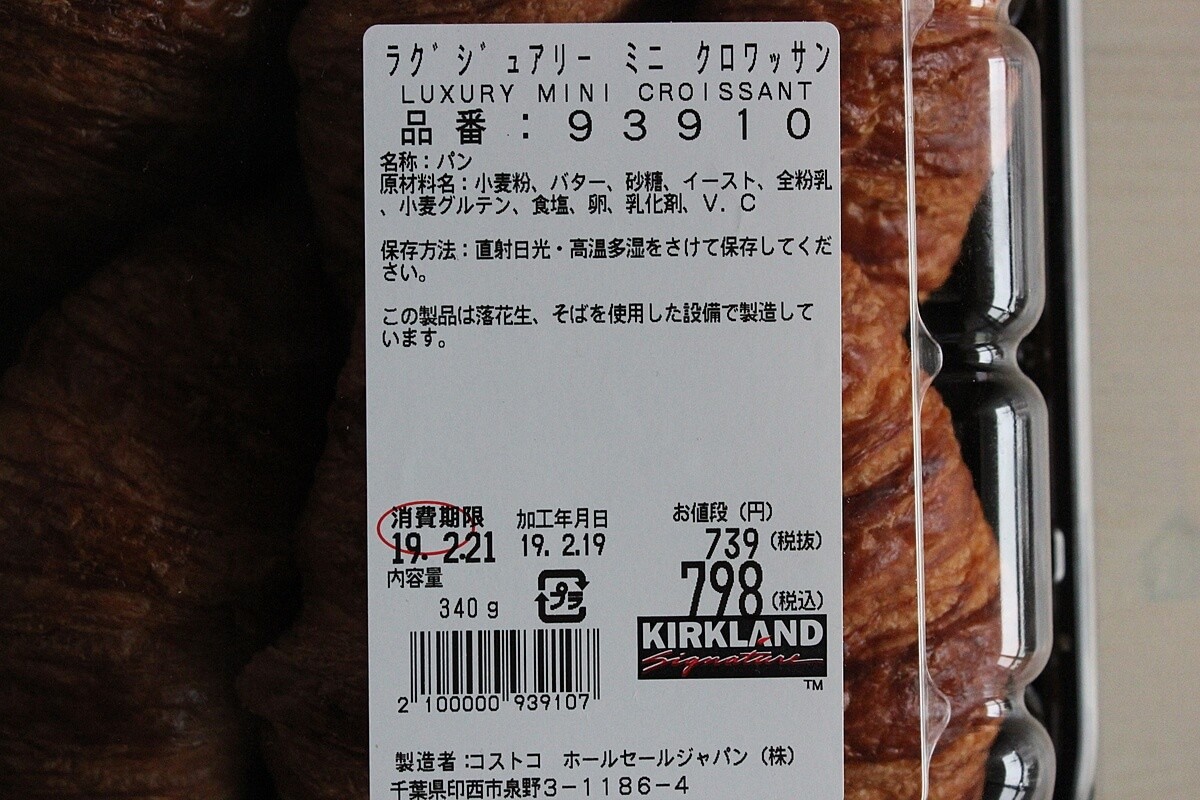 ラグジュアリー ミニ クロワッサン
LUXURY MINI CROISSANT
品番:93910
名称:パン
原材料名:小麦粉、バター、砂糖、イースト、全粉乳
、小麦グルテン、食塩、卵、乳化剤、V.C
保存方法:直射日光・高温多湿をさけて保存してくだ
さい。
この製品は落花生、そばを使用した設備で製造して
います。
消費期限 加工年月日 お値段(円)
19. 2.21 19. 2.19 739(税抜)
内容量 798(税込)
340g プラ
KIRKLAND
Signature
TM
2 100000 939107
製造者:コストコ ホールセールジャパン(株)
千葉県印西市泉野3-1186-4